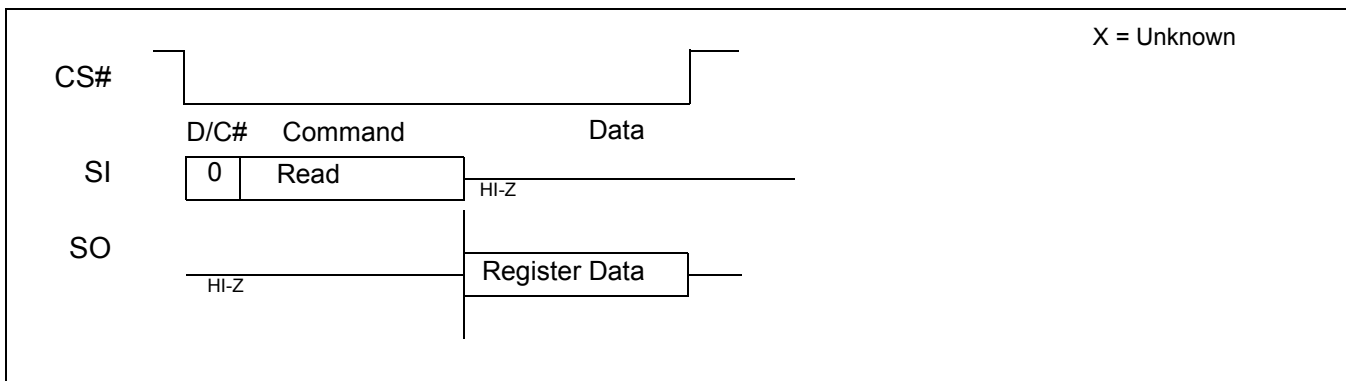 X = Unknown
CS#
D/C# Command Data
SI 0 Read HI-Z
SO HI-Z Register Data